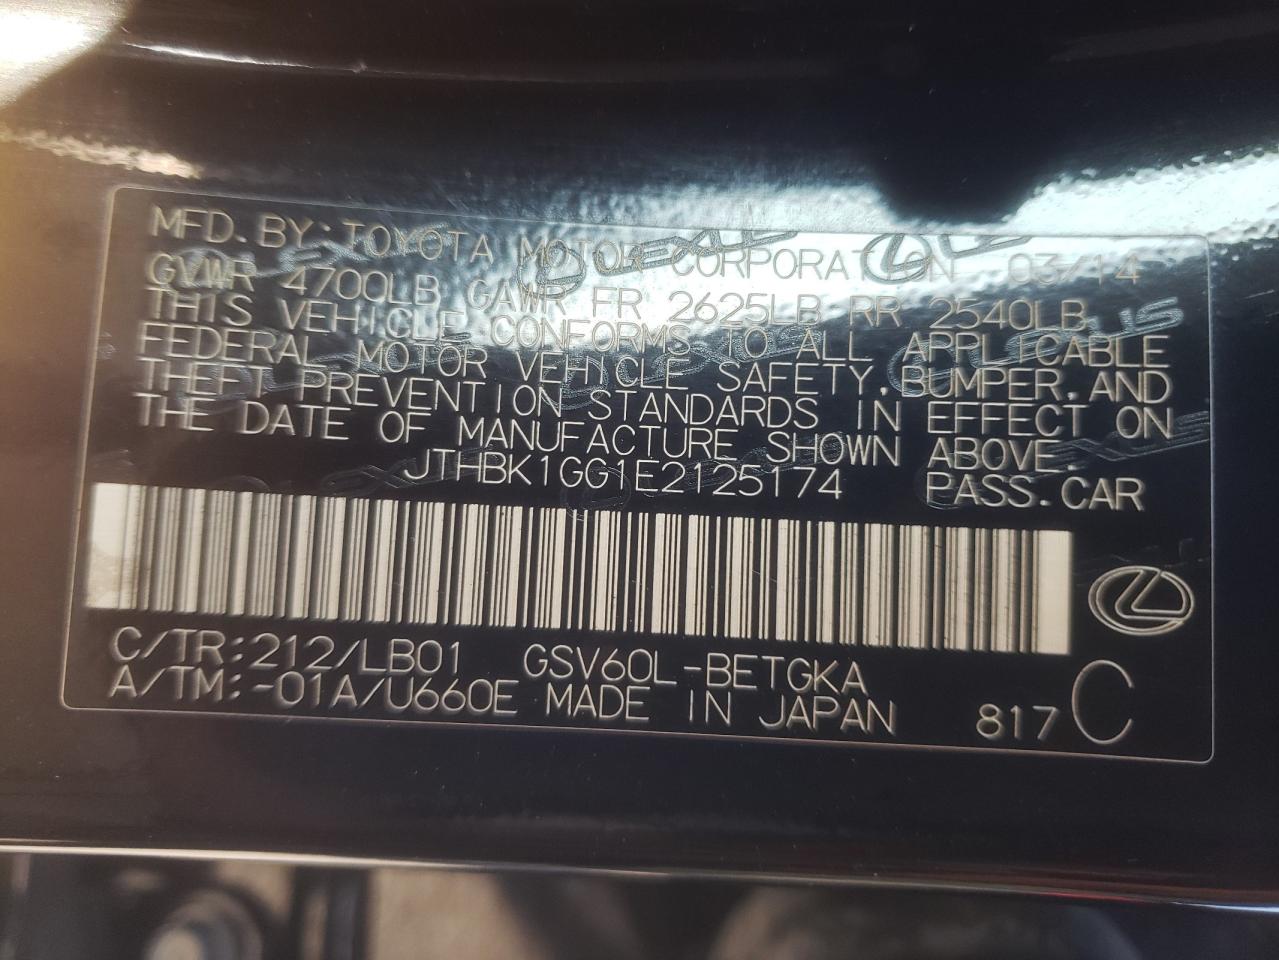 MFD. BY: TOYOTA MOTOR CORPORATION 03/14
GVWR 4700LB GAWR FR 2625LB RR 2540LB
THIS VEHICLE CONFORMS TO ALL APPLICABLE
FEDERAL MOTOR VEHICLE SAFETY, BUMPER, AND
THEFT PREVENTION STANDARDS IN EFFECT ON
THE DATE OF MANUFACTURE SHOWN ABOVE.
JTHBK1GG1E2125174 PASS. CAR
C/TR:212/LB01 GSV60L-BETGKA
A/TM:-01A/U660E MADE IN JAPAN 817 C